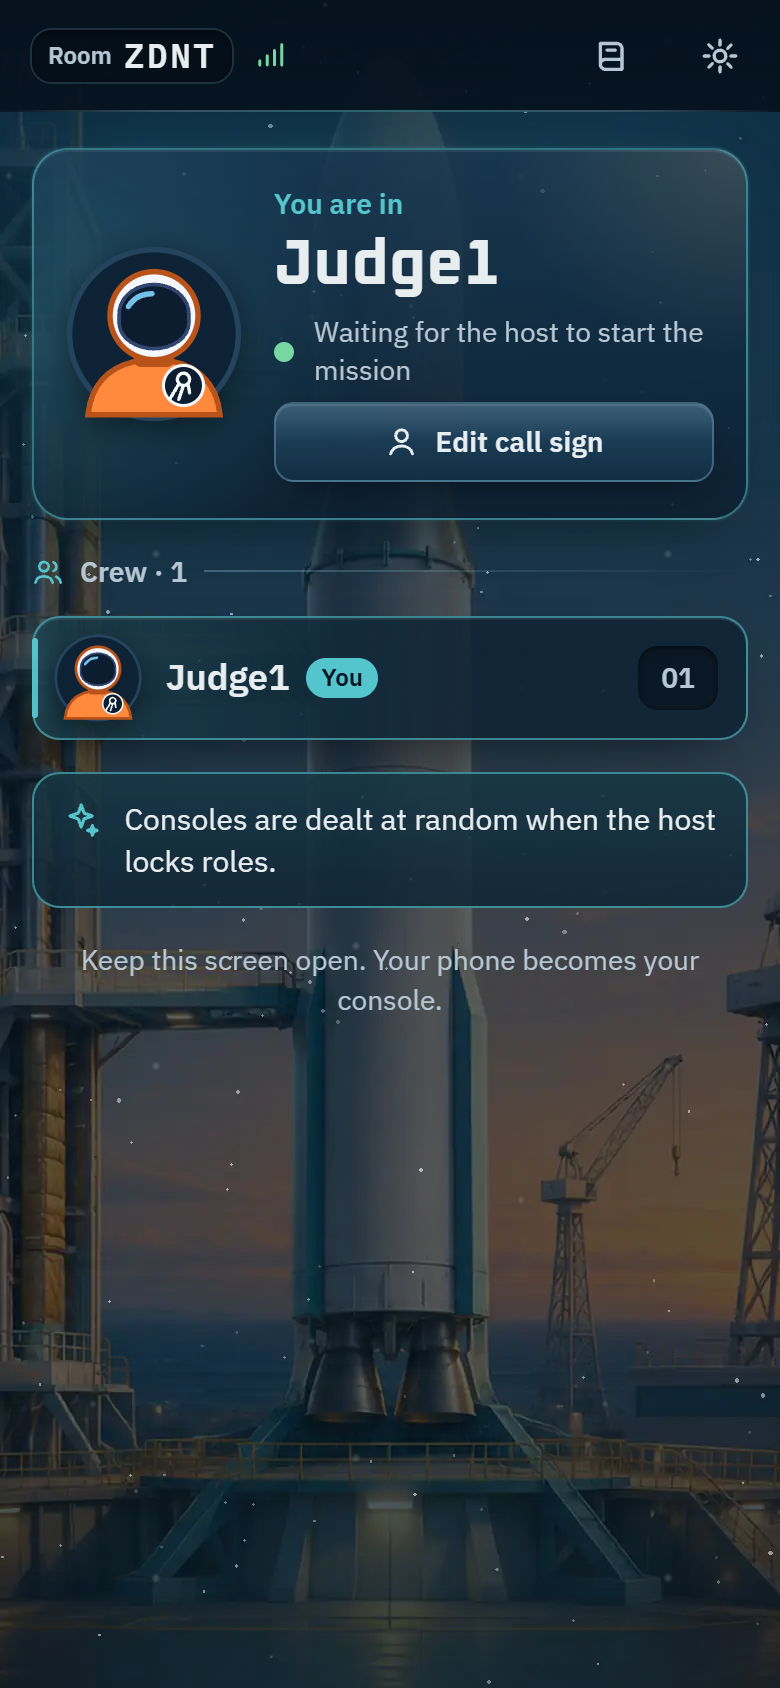 Room ZDNT
You are in
Judge1
Waiting for the host to start the
mission
Edit call sign
Crew · 1
Judge1 You 01
Consoles are dealt at random when the host
locks roles.
Keep this screen open. Your phone becomes your
console.